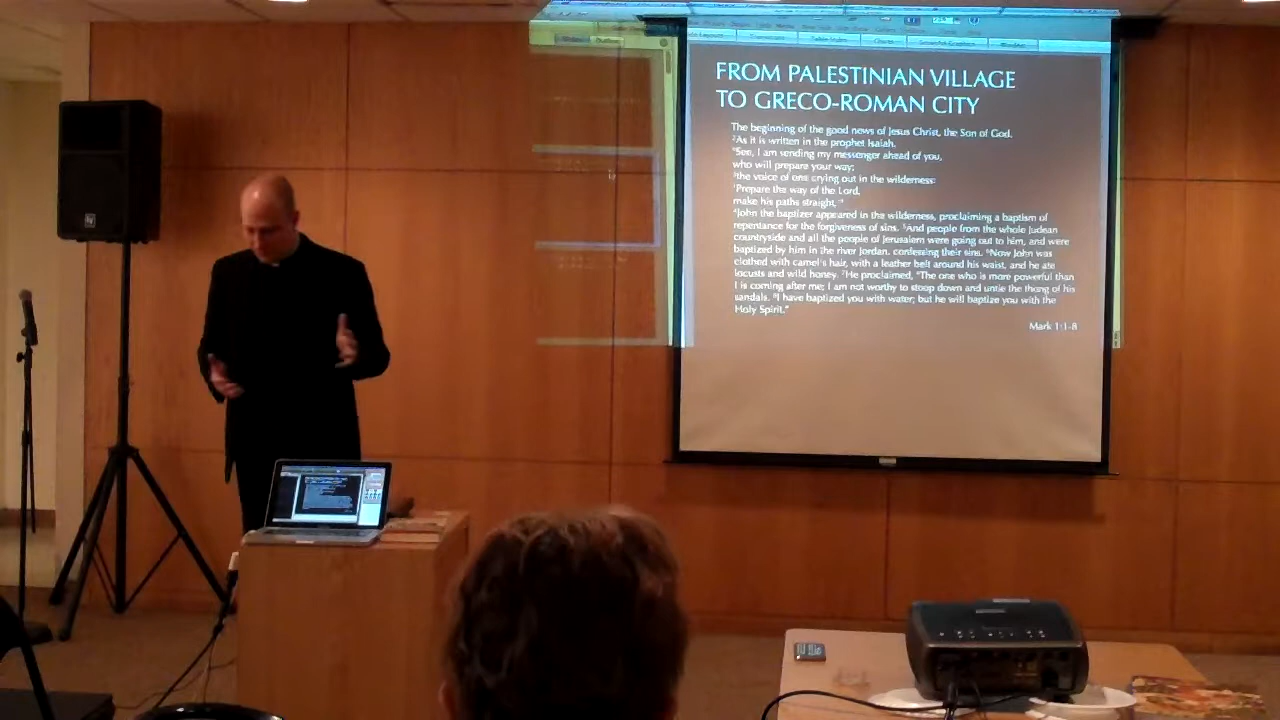 FROM PALESTINIAN VILLAGE
TO GRECO-ROMAN CITY
The beginning of the good news of Jesus Christ, the Son of God.
²As it is written in the prophet Isaiah,
"See, I am sending my messenger ahead of you,
who will prepare your way;
³the voice of one crying out in the wilderness:
'Prepare the way of the Lord,
make his paths straight,'"
⁴John the baptizer appeared in the wilderness, proclaiming a baptism of
repentance for the forgiveness of sins. ⁵And people from the whole Judean
countryside and all the people of Jerusalem were going out to him, and were
baptized by him in the river Jordan, confessing their sins. ⁶Now John was
clothed with camel's hair, with a leather belt around his waist, and he ate
locusts and wild honey. ⁷He proclaimed, "The one who is more powerful than
I is coming after me; I am not worthy to stoop down and untie the thong of his
sandals. ⁸I have baptized you with water; but he will baptize you with the
Holy Spirit."
Mark 1:1-8